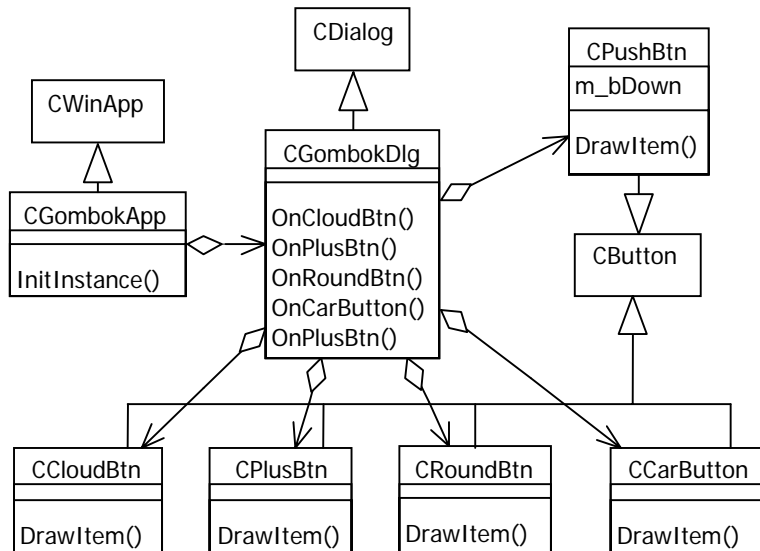 CDialog
CPushBtn
m_bDown
DrawItem()
CWinApp
CGombokDlg
OnCloudBtn()
OnPlusBtn()
OnRoundBtn()
OnCarButton()
OnPlusBtn()
CGombokApp
InitInstance()
CButton
CCloudBtn
DrawItem()
CPlusBtn
DrawItem()
CRoundBtn
DrawItem()
CCarButton
DrawItem()